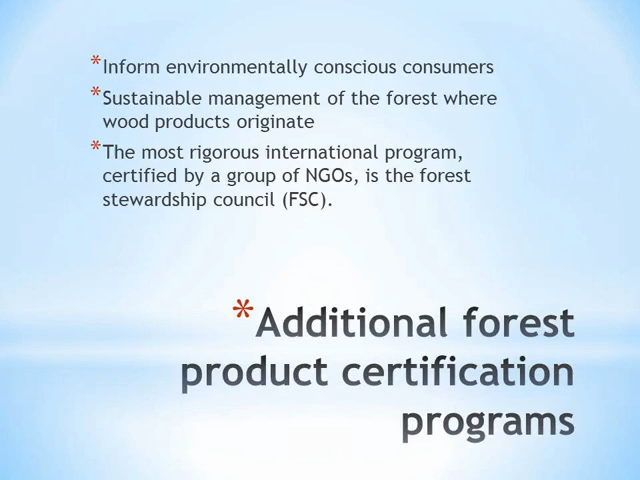 * Inform environmentally conscious consumers
* Sustainable management of the forest where
wood products originate
* The most rigorous international program,
certified by a group of NGOs, is the forest
stewardship council (FSC).
* Additional forest
product certification
programs